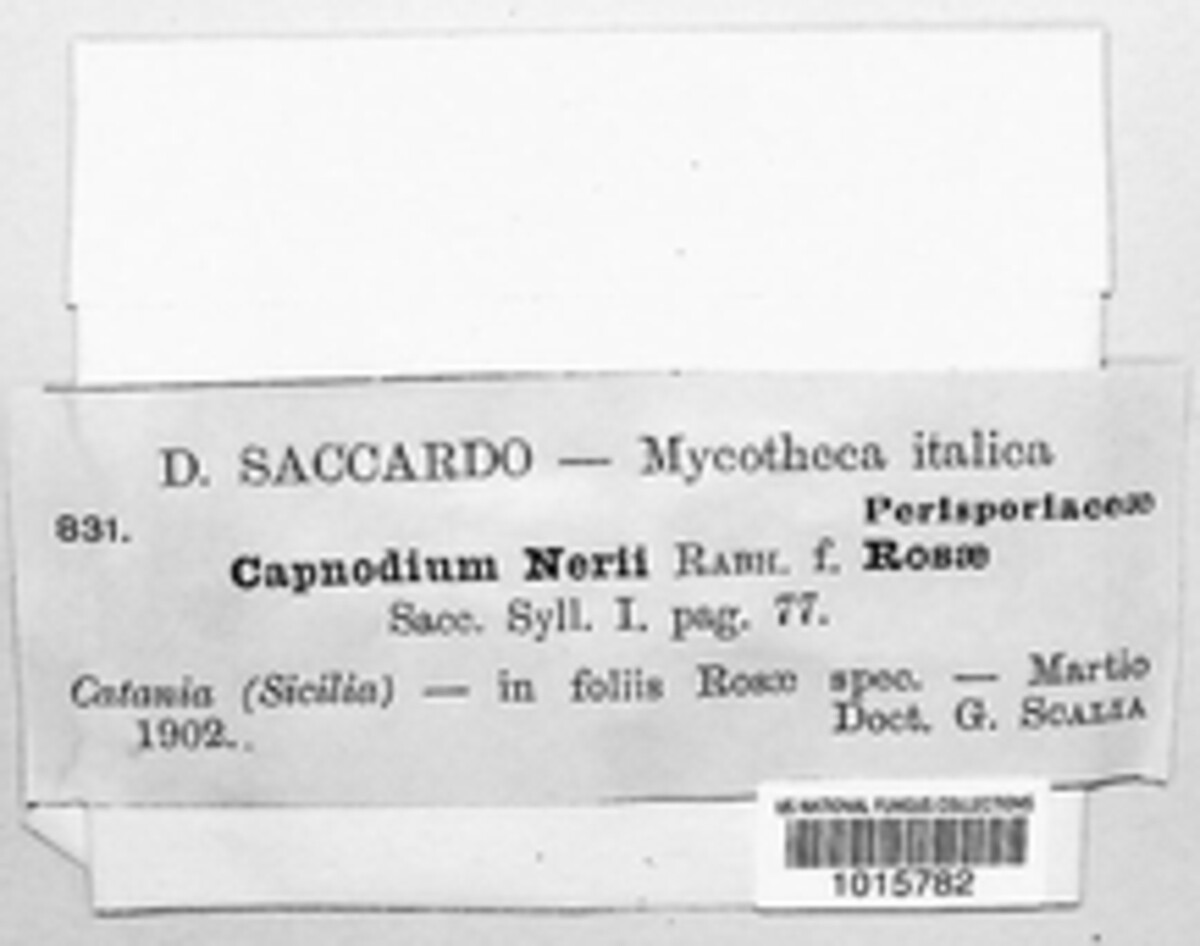 D. SACCARDO — Mycotheca italica
Perisporiaceæ
831.
Capnodium Nerii RABH. f. Rosæ
Sacc. Syll. I. pag. 77.
Catania (Sicilia) — in foliis Rosæ spec. — Martio
1902..
Doct. G. SCALIA
US NATIONAL FUNGUS COLLECTIONS
1015782